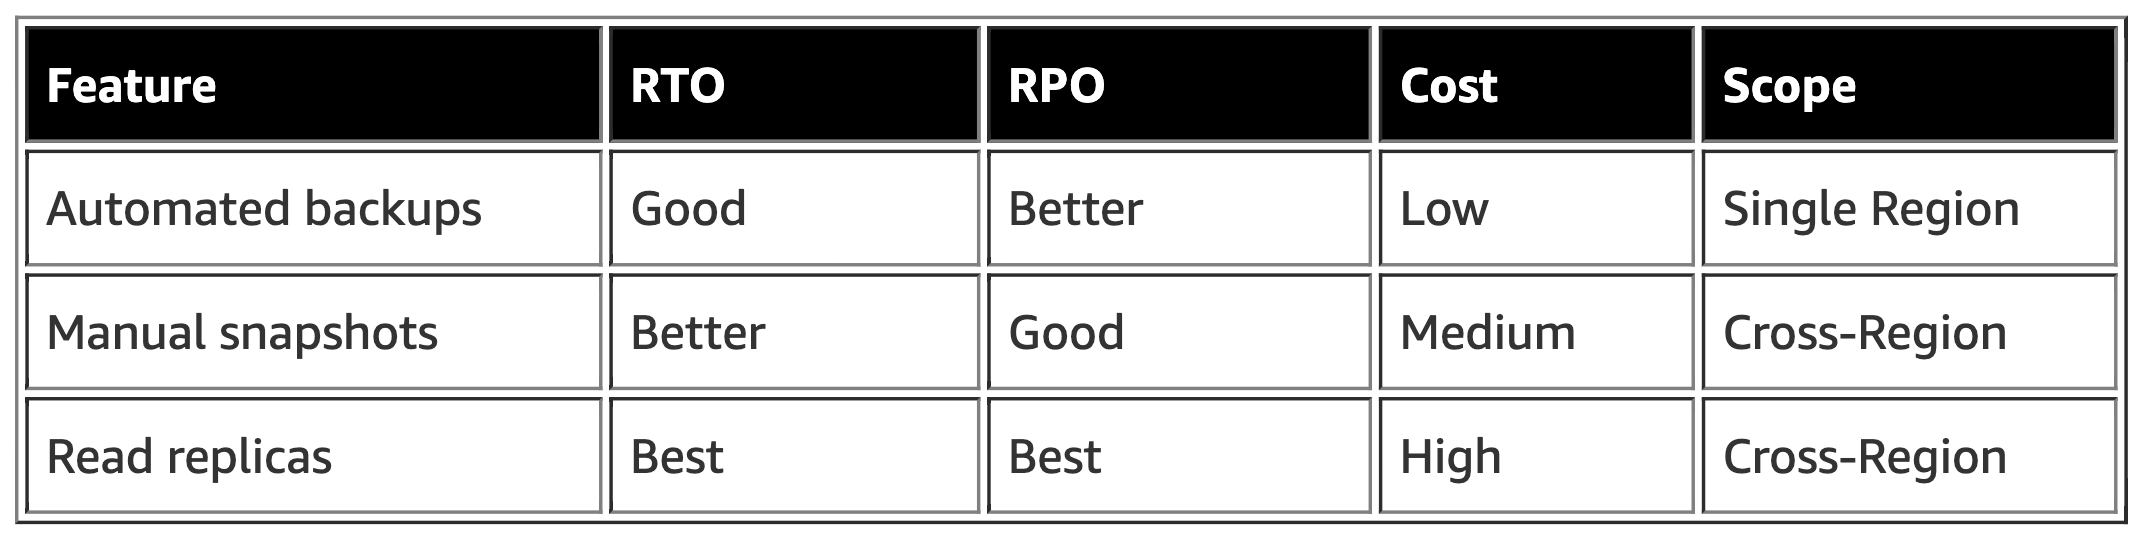 Feature RTO RPO Cost Scope
Automated backups Good Better Low Single Region
Manual snapshots Better Good Medium Cross-Region
Read replicas Best Best High Cross-Region